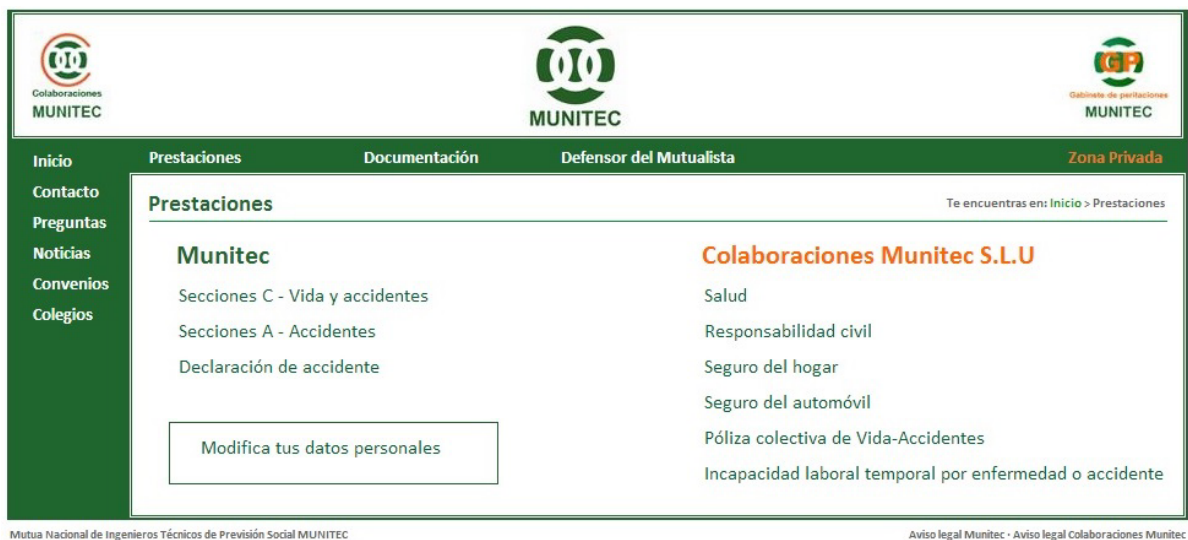 Colaboraciones
MUNITEC
MUNITEC
GP
Gabinete de peritaciones
MUNITEC
Inicio
Contacto
Preguntas
Noticias
Convenios
Colegios
Prestaciones
Documentación
Defensor del Mutualista
Zona Privada
Prestaciones
Te encuentras en: Inicio > Prestaciones
Munitec
Secciones C - Vida y accidentes
Secciones A - Accidentes
Declaración de accidente
Modifica tus datos personales
Colaboraciones Munitec S.L.U
Salud
Responsabilidad civil
Seguro del hogar
Seguro del automóvil
Póliza colectiva de Vida-Accidentes
Incapacidad laboral temporal por enfermedad o accidente
Mutua Nacional de Ingenieros Técnicos de Previsión Social MUNITEC
Aviso legal Munitec · Aviso legal Colaboraciones Munitec